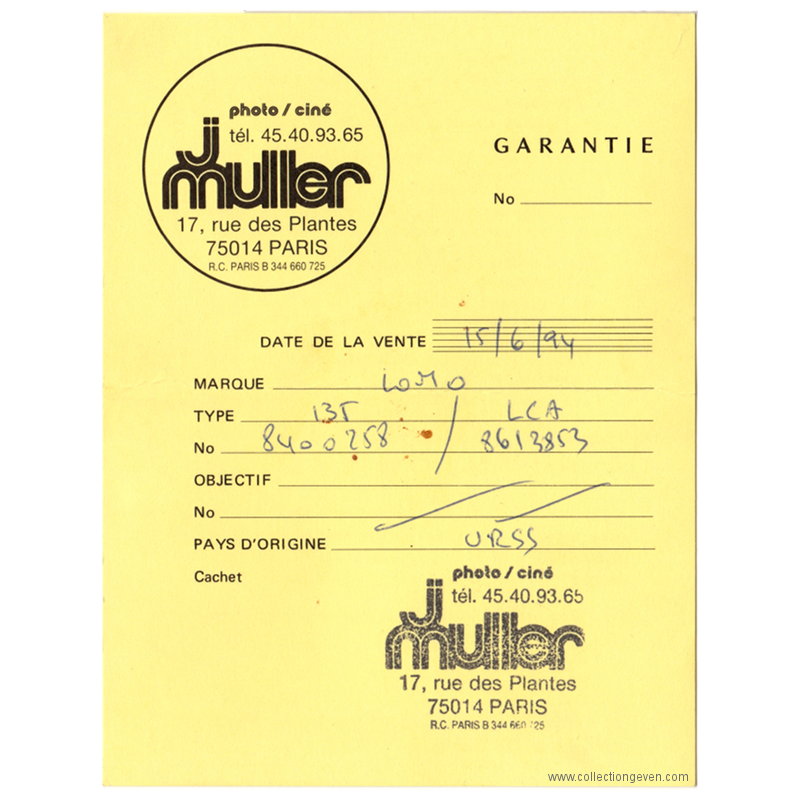 photo / ciné
tél. 45.40.93.65
j muller
17, rue des Plantes
75014 PARIS
R.C. PARIS B 344 660 725
GARANTIE
No
DATE DE LA VENTE 15/6/94
MARQUE LOMO
TYPE 135 / LCA
No 8400258 / 8613853
OBJECTIF
No
PAYS D'ORIGINE URSS
Cachet
photo / ciné
tél. 45.40.93.65
j muller
17, rue des Plantes
75014 PARIS
R.C. PARIS B 344 660 725
www.collectiongeven.com